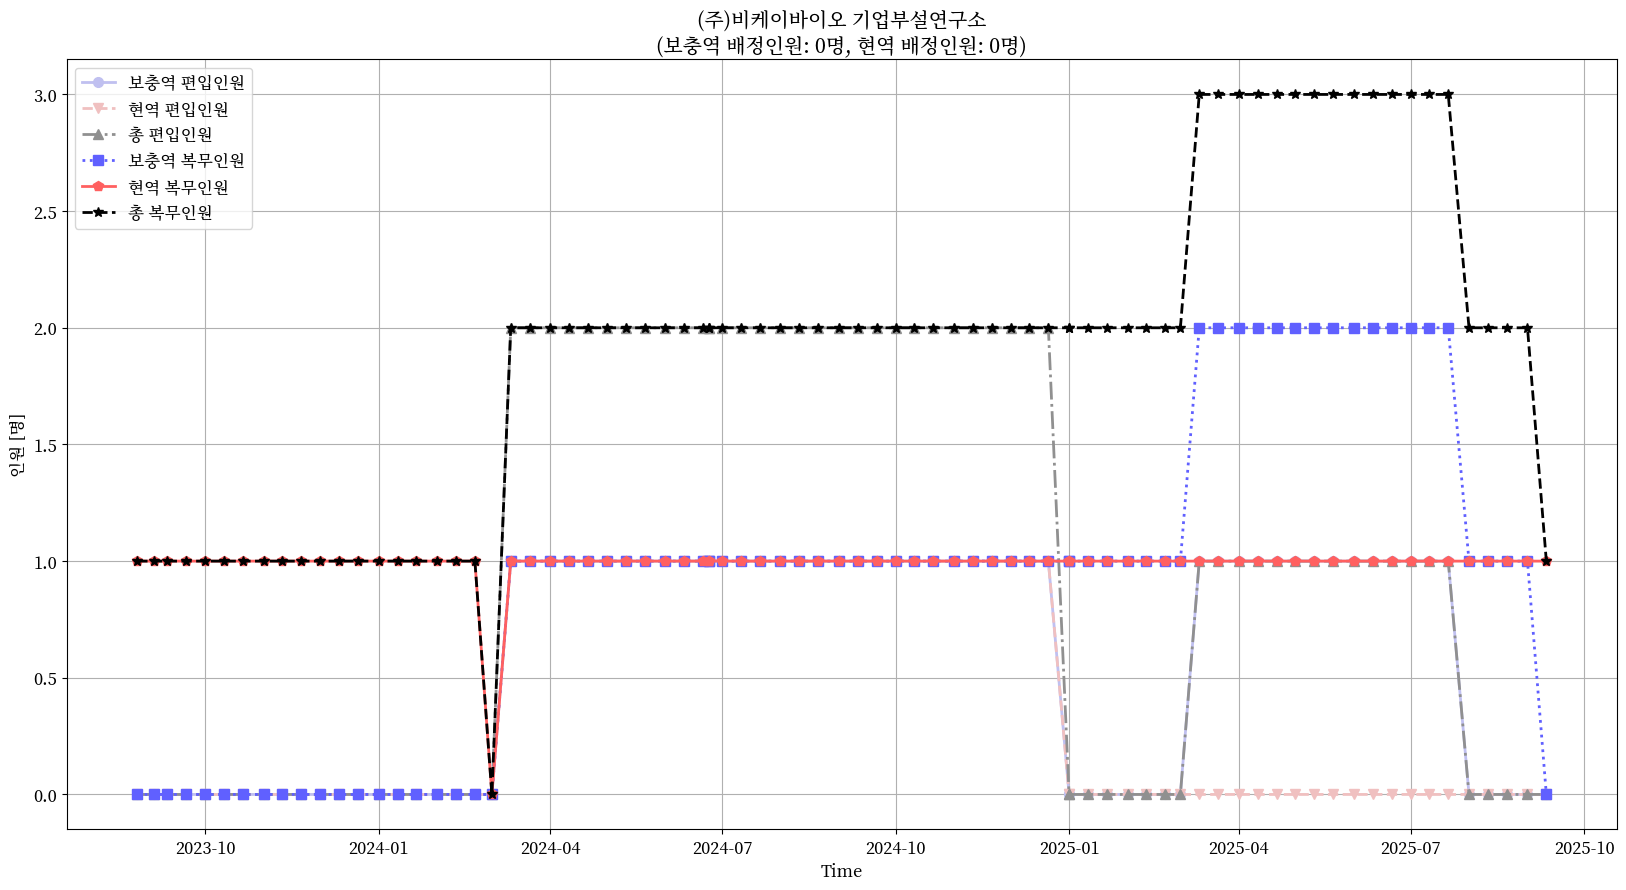 (주)비케이바이오 기업부설연구소
(보충역 배정인원: 0명, 현역 배정인원: 0명)
보충역 편입인원
현역 편입인원
총 편입인원
보충역 복무인원
현역 복무인원
총 복무인원
3.0
2.5
2.0
1.5
1.0
0.5
0.0
인원 [명]
2023-10
2024-01
2024-04
2024-07
2024-10
2025-01
2025-04
2025-07
2025-10
Time